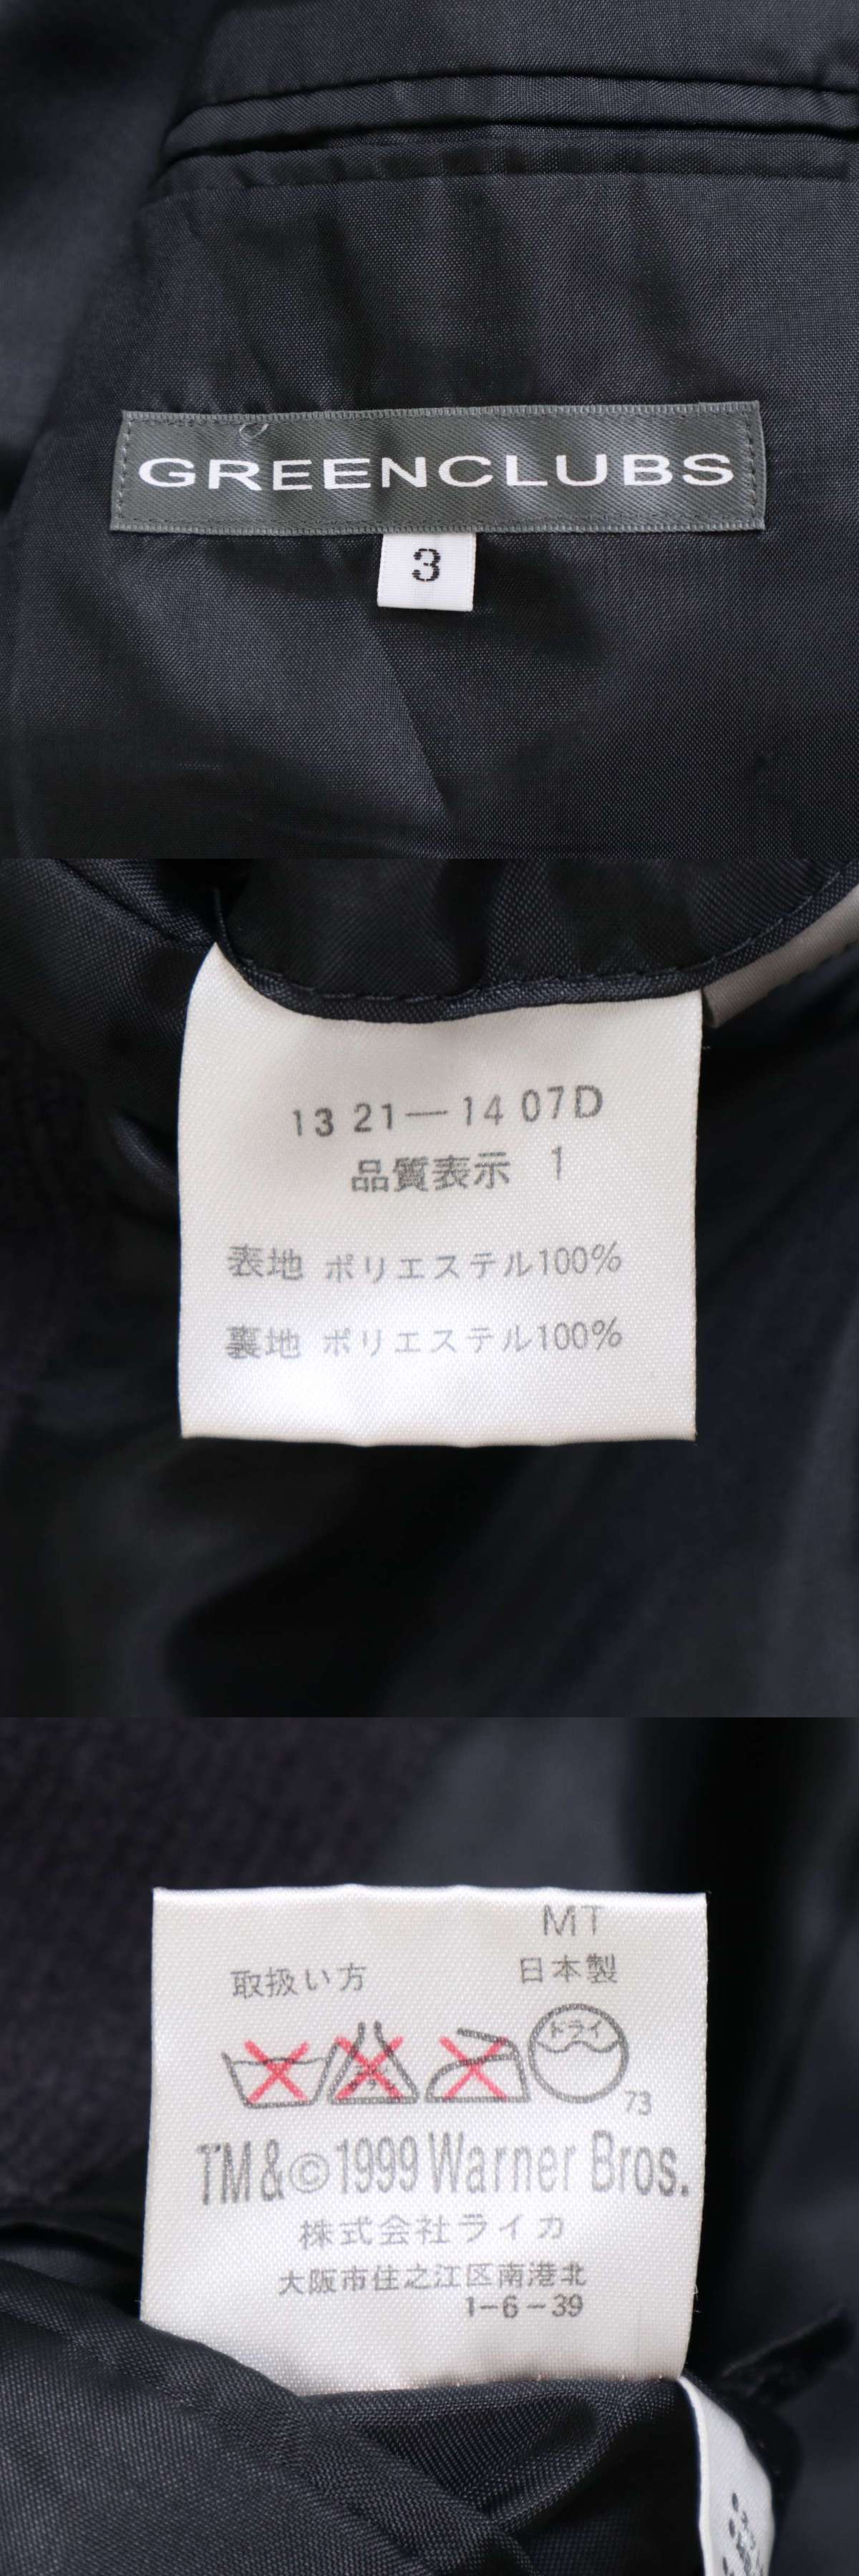 GREENCLUBS
3
13 21—14 07D
品質表示 1
表地 ポリエステル100%
裏地 ポリエステル100%
MT
取扱い方 日本製
ドライ
73
TM&©1999 Warner Bros.
株式会社ライカ
大阪市住之江区南港北
1-6-39